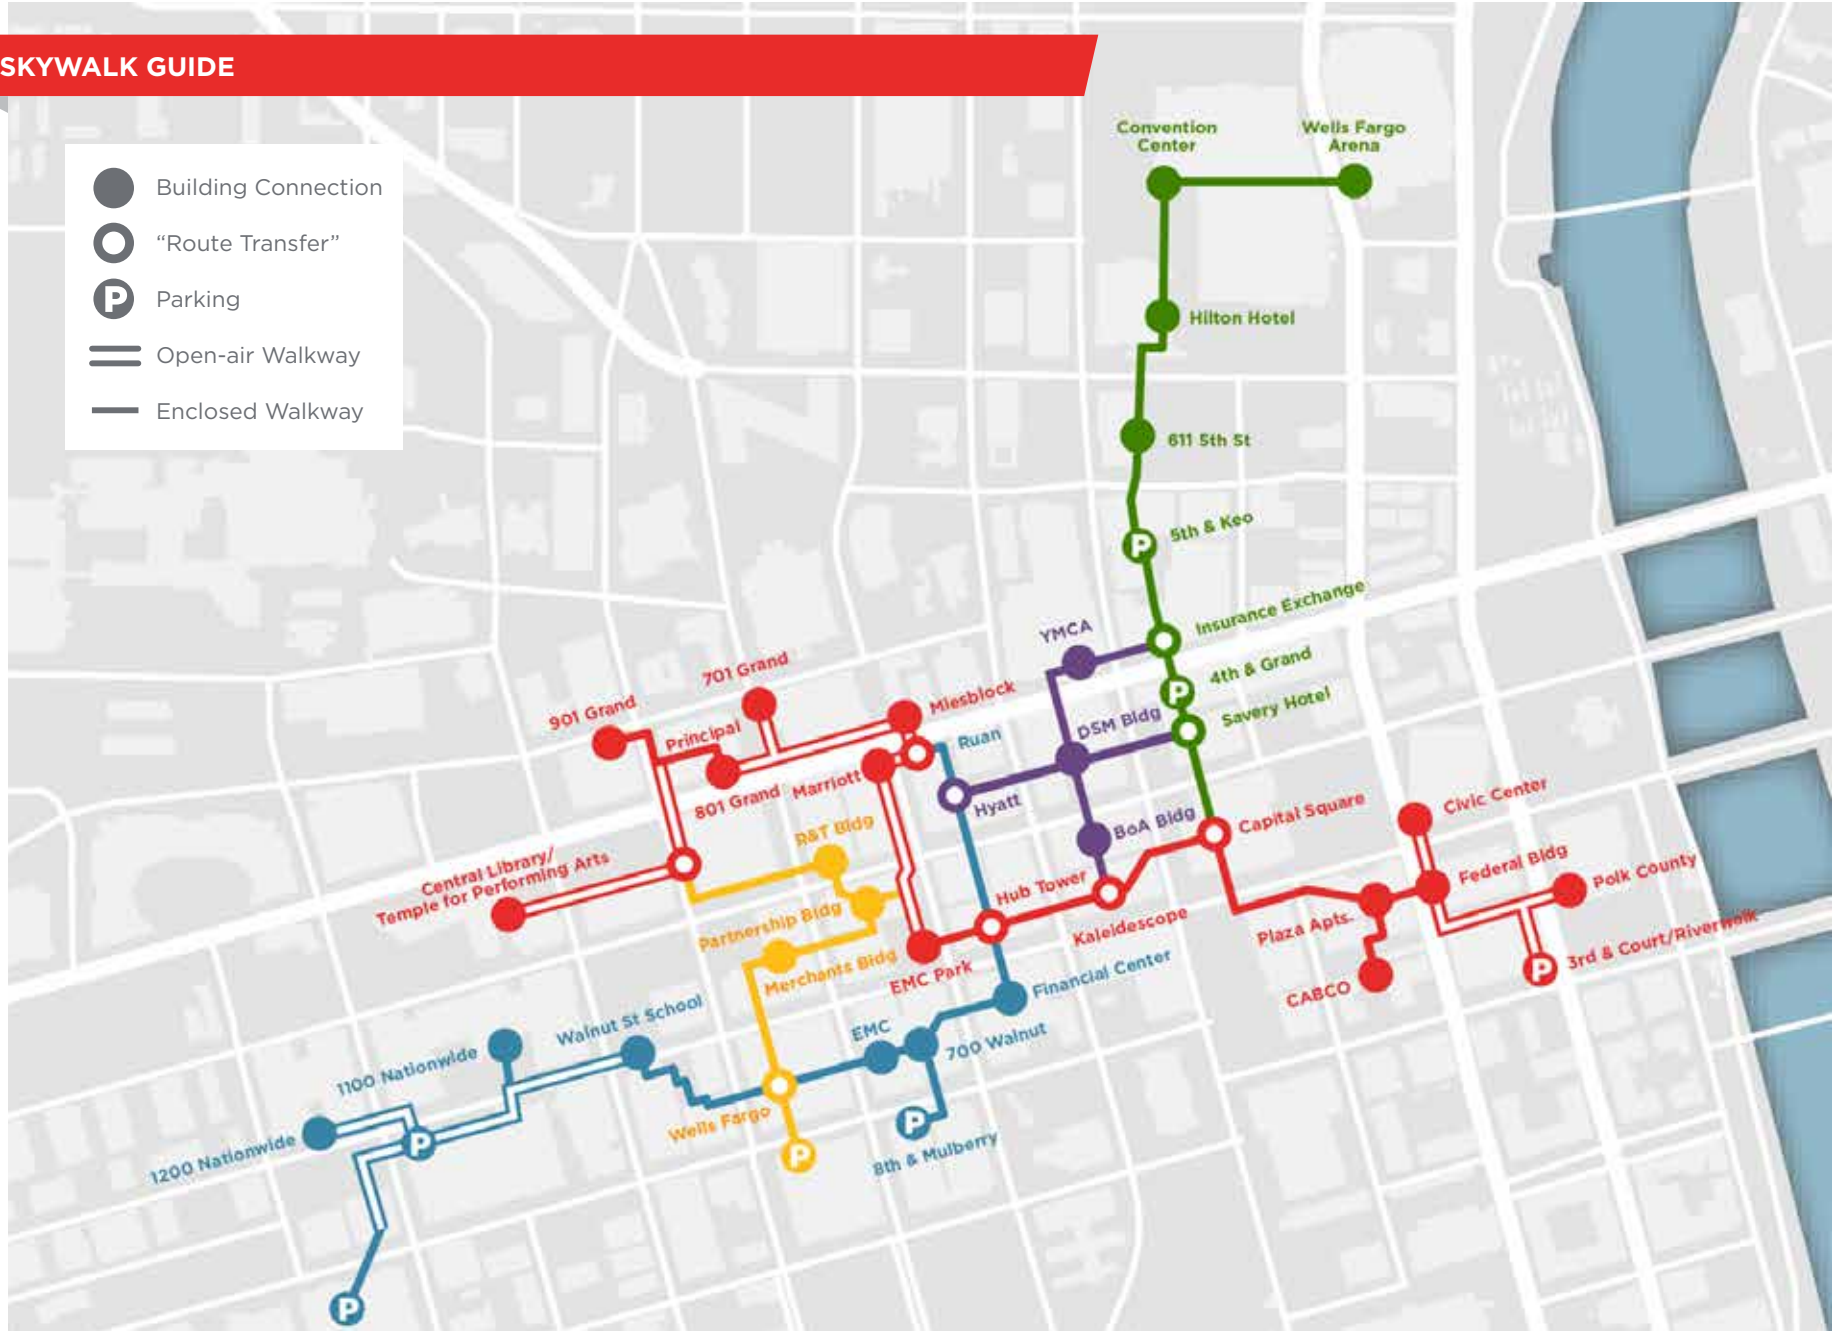 SKYWALK GUIDE
Building Connection
“Route Transfer”
P Parking
Open-air Walkway
Enclosed Walkway
Convention
Center
Wells Fargo
Arena
Hilton Hotel
611 5th St
P 5th & Keo
Insurance Exchange
YMCA
P 4th & Grand
Savery Hotel
DSM Bldg
701 Grand
901 Grand
Principal
Miesblock
Ruan
801 Grand
Marriott
Hyatt
BoA Bldg
Capital Square
Civic Center
R&T Bldg
Central Library/
Temple for Performing Arts
Hub Tower
Federal Bldg
Polk County
Partnership Bldg
Kaleidescope
Plaza Apts.
P 3rd & Court/Riverwalk
Merchants Bldg
EMC Park
Financial Center
CABCO
Walnut St School
EMC
700 Walnut
1100 Nationwide
Wells Fargo
P
8th & Mulberry
1200 Nationwide
P
P
P